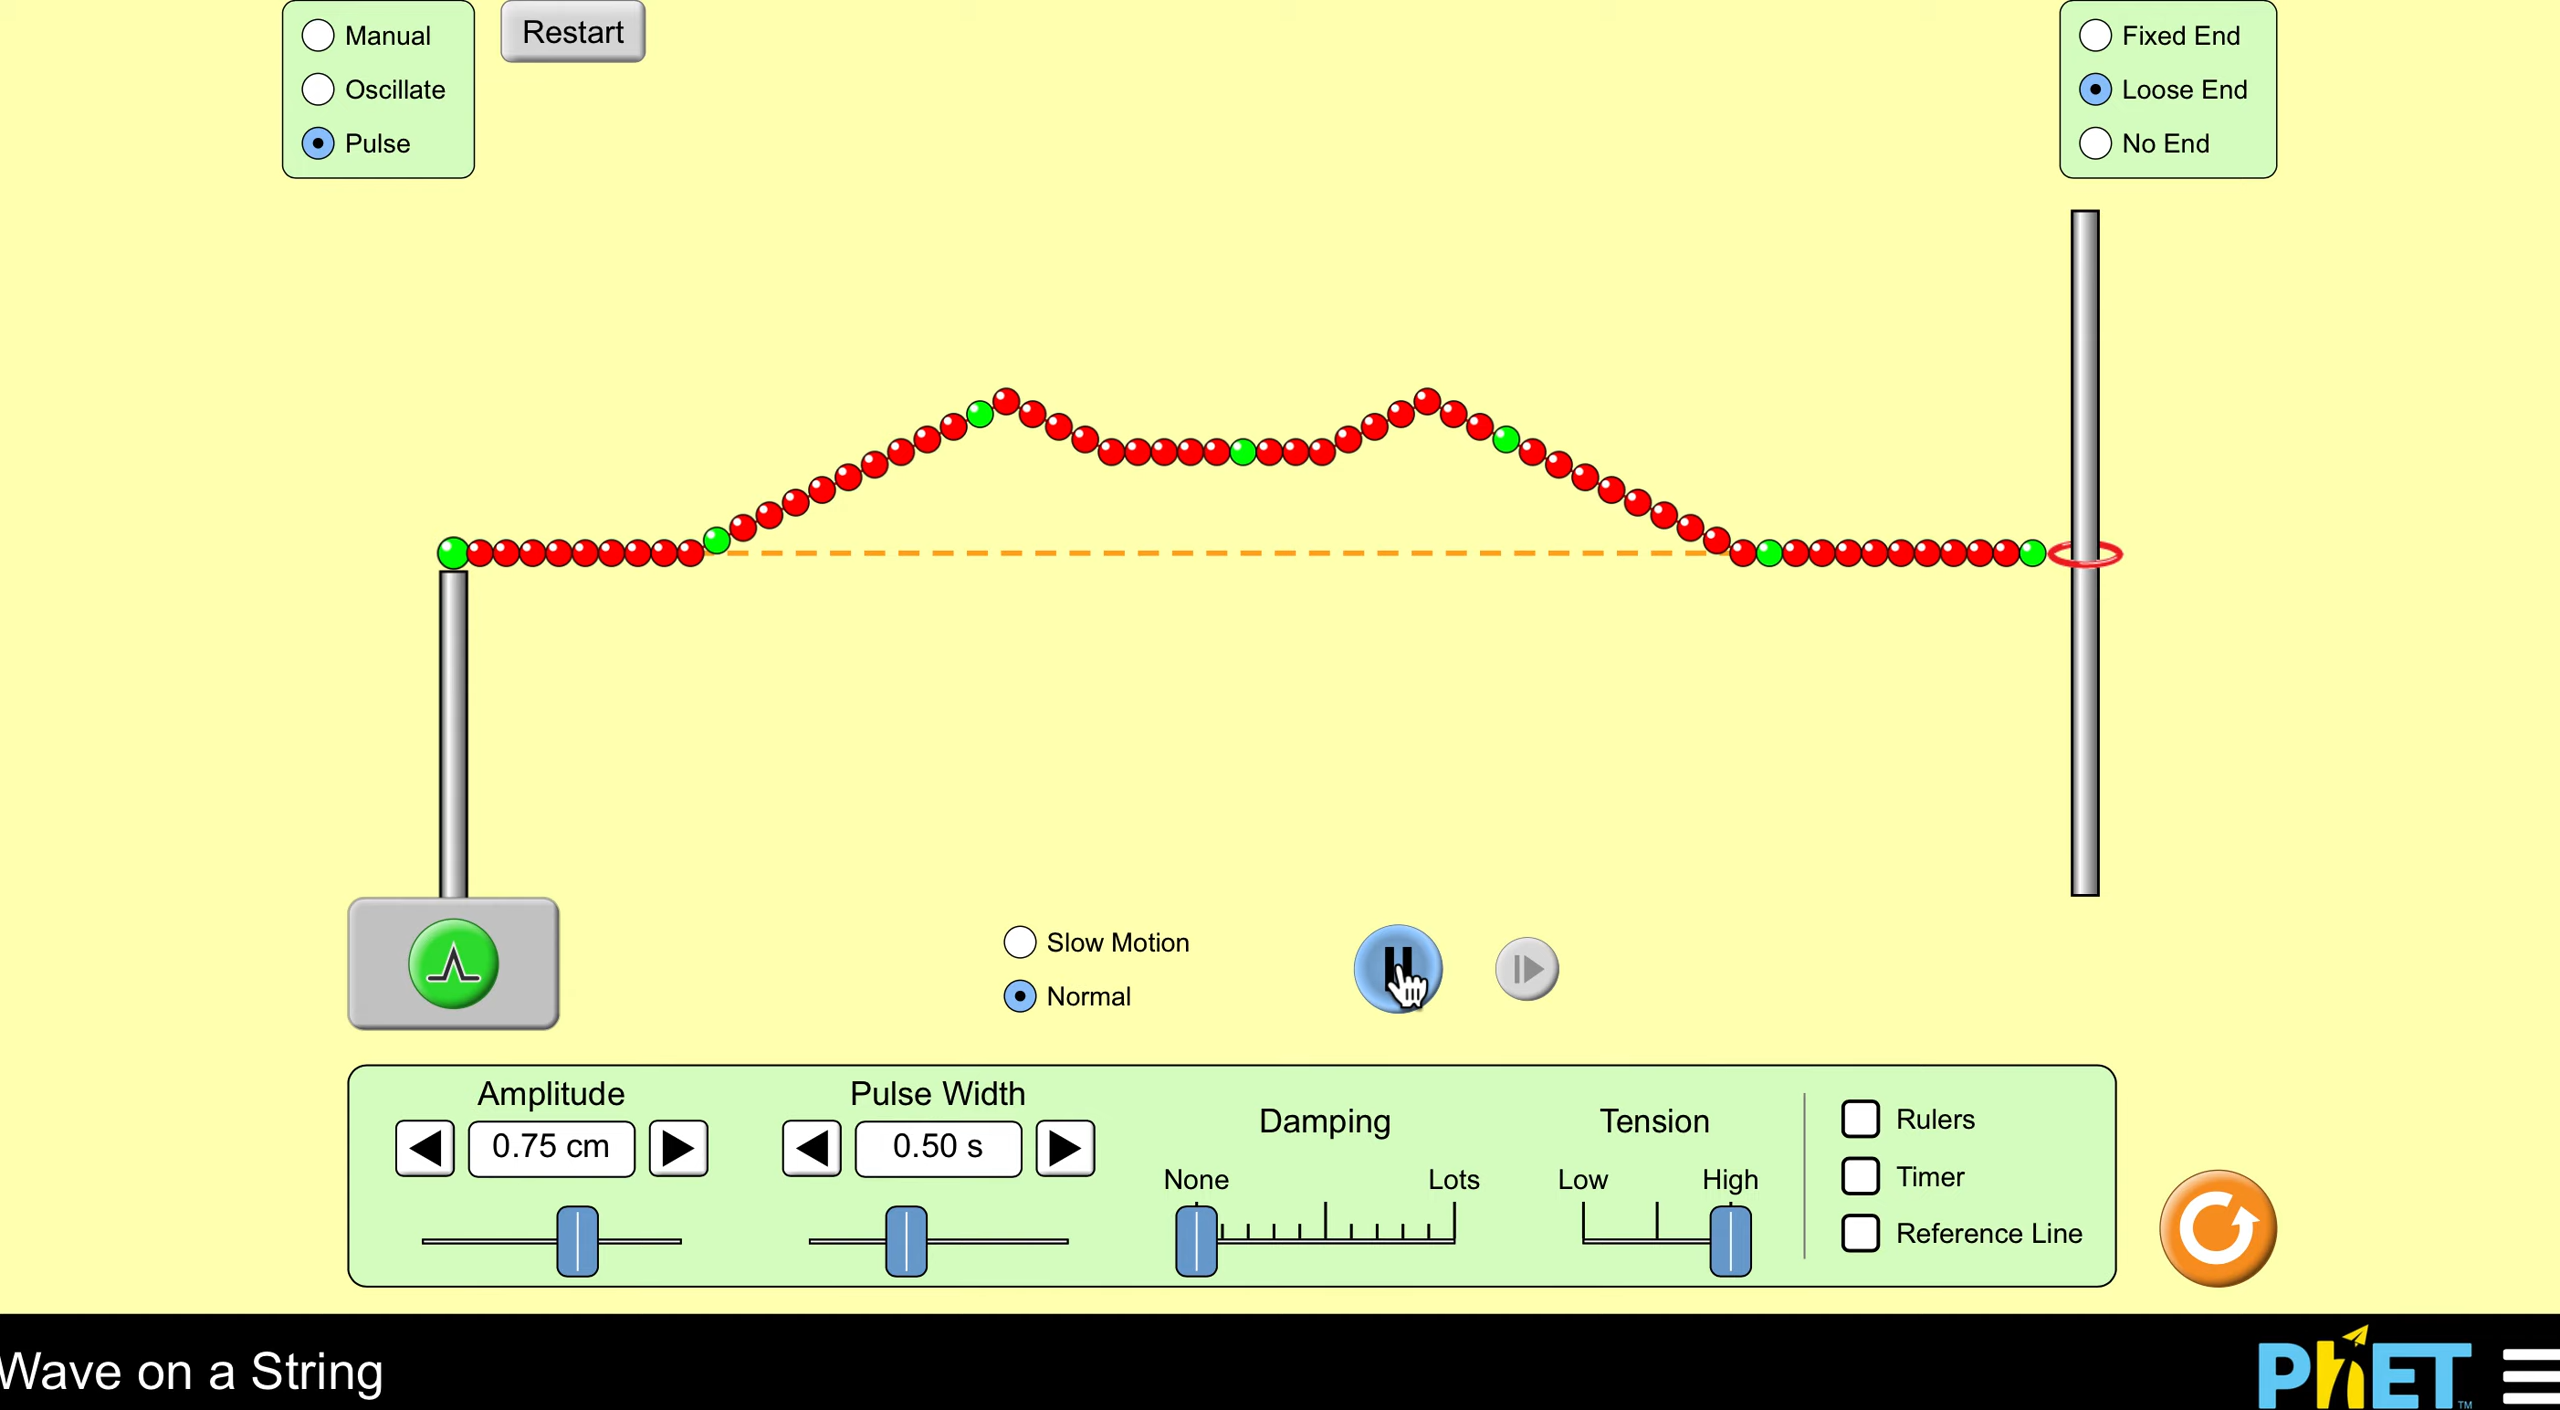 Manual
Oscillate
Pulse
Restart
Fixed End
Loose End
No End
Slow Motion
Normal
Amplitude
0.75 cm
Pulse Width
0.50 s
Damping
None
Lots
Tension
Low
High
Rulers
Timer
Reference Line
Wave on a String
PhET™